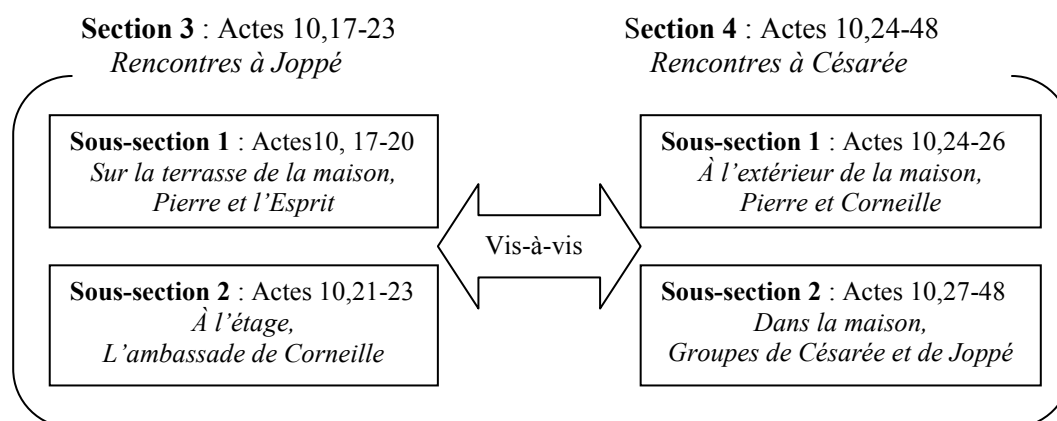 Section 3 : Actes 10,17-23
Rencontres à Joppé
Sous-section 1 : Actes10, 17-20
Sur la terrasse de la maison,
Pierre et l'Esprit
Sous-section 2 : Actes 10,21-23
À l'étage,
L'ambassade de Corneille
Vis-à-vis
Section 4 : Actes 10,24-48
Rencontres à Césarée
Sous-section 1 : Actes 10,24-26
À l'extérieur de la maison,
Pierre et Corneille
Sous-section 2 : Actes 10,27-48
Dans la maison,
Groupes de Césarée et de Joppé